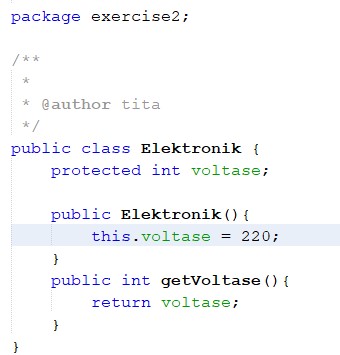 package exercise2;
/**
 *
 * @author tita
 */
public class Elektronik {
    protected int voltase;
    public Elektronik(){
        this.voltase = 220;
    }
    public int getVoltase(){
        return voltase;
    }
}